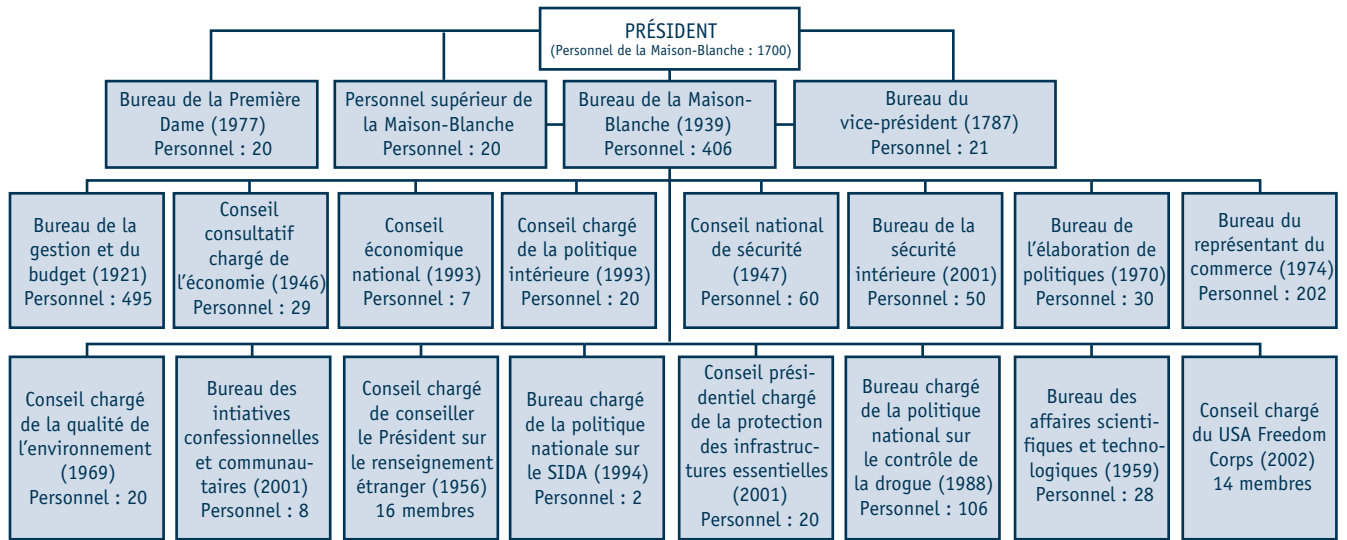 PRÉSIDENT
(Personnel de la Maison-Blanche : 1700)
Bureau de la Première
Dame (1977)
Personnel : 20
Personnel supérieur de
la Maison-Blanche
Personnel : 20
Bureau de la Maison-
Blanche (1939)
Personnel : 406
Bureau du
vice-président (1787)
Personnel : 21
Bureau de la
gestion et du
budget (1921)
Personnel : 495
Conseil
consultatif
chargé de
l’économie (1946)
Personnel : 29
Conseil
économique
national (1993)
Personnel : 7
Conseil chargé
de la politique
intérieure (1993)
Personnel : 20
Conseil national
de sécurité
(1947)
Personnel : 60
Bureau de la
sécurité
intérieure (2001)
Personnel : 50
Bureau de
l’élaboration de
politiques (1970)
Personnel : 30
Bureau du
représentant du
commerce (1974)
Personnel : 202
Conseil chargé
de la qualité de
l’environnement
(1969)
Personnel : 20
Bureau des
intiatives
confessionnelles
et communau-
taires (2001)
Personnel : 8
Conseil chargé
de conseiller
le Président sur
le renseignement
étranger (1956)
16 membres
Bureau chargé
de la politique
nationale sur
le SIDA (1994)
Personnel : 2
Conseil prési-
dentiel chargé
de la protection
des infrastruc-
tures essentielles
(2001)
Personnel : 20
Bureau chargé
de la politique
national sur
le contrôle de
la drogue (1988)
Personnel : 106
Bureau des
affaires scienti-
fiques et techno-
logiques (1959)
Personnel : 28
Conseil chargé
du USA Freedom
Corps (2002)
14 membres